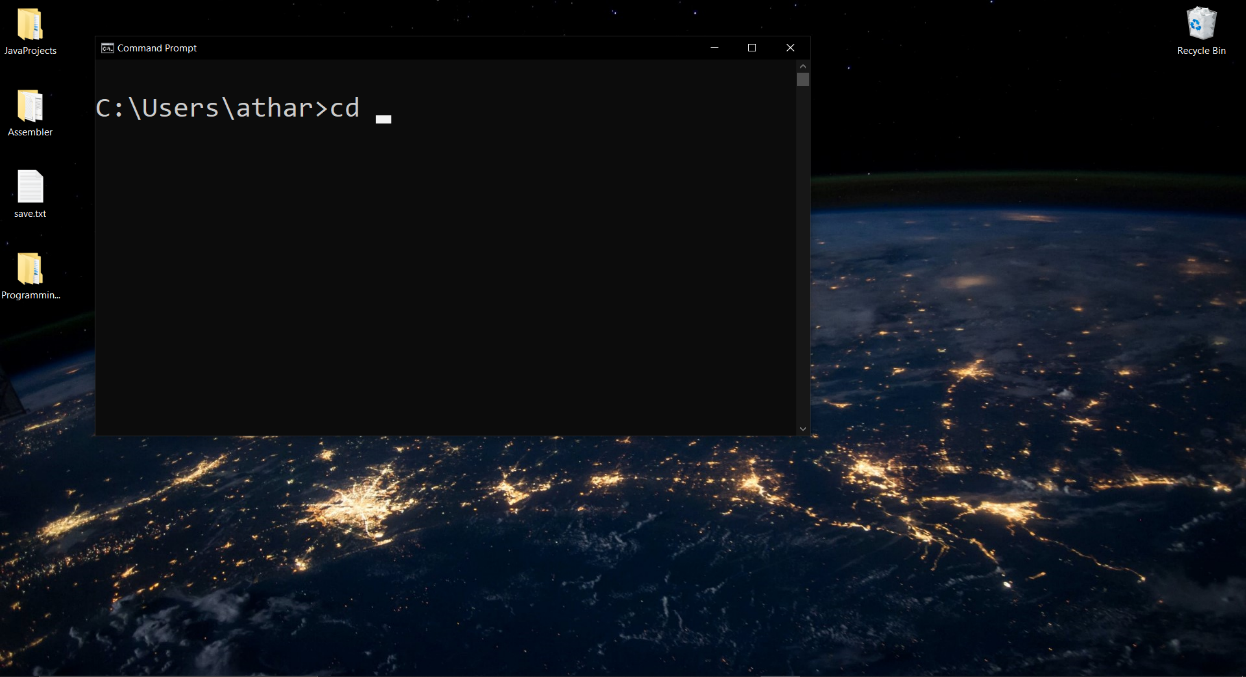 JavaProjects
Assembler
save.txt
Programmin...
Command Prompt
C:\Users\athar>cd
Recycle Bin